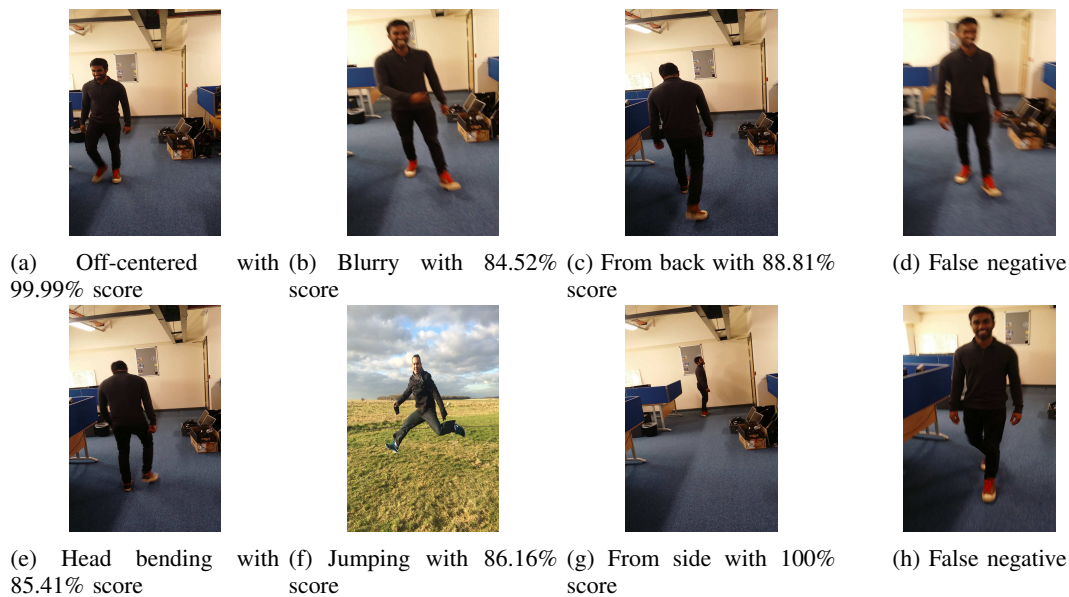 (a) Off-centered with
99.99% score
(b) Blurry with 84.52%
score
(c) From back with 88.81%
score
(d) False negative
(e) Head bending with
85.41% score
(f) Jumping with 86.16%
score
(g) From side with 100%
score
(h) False negative